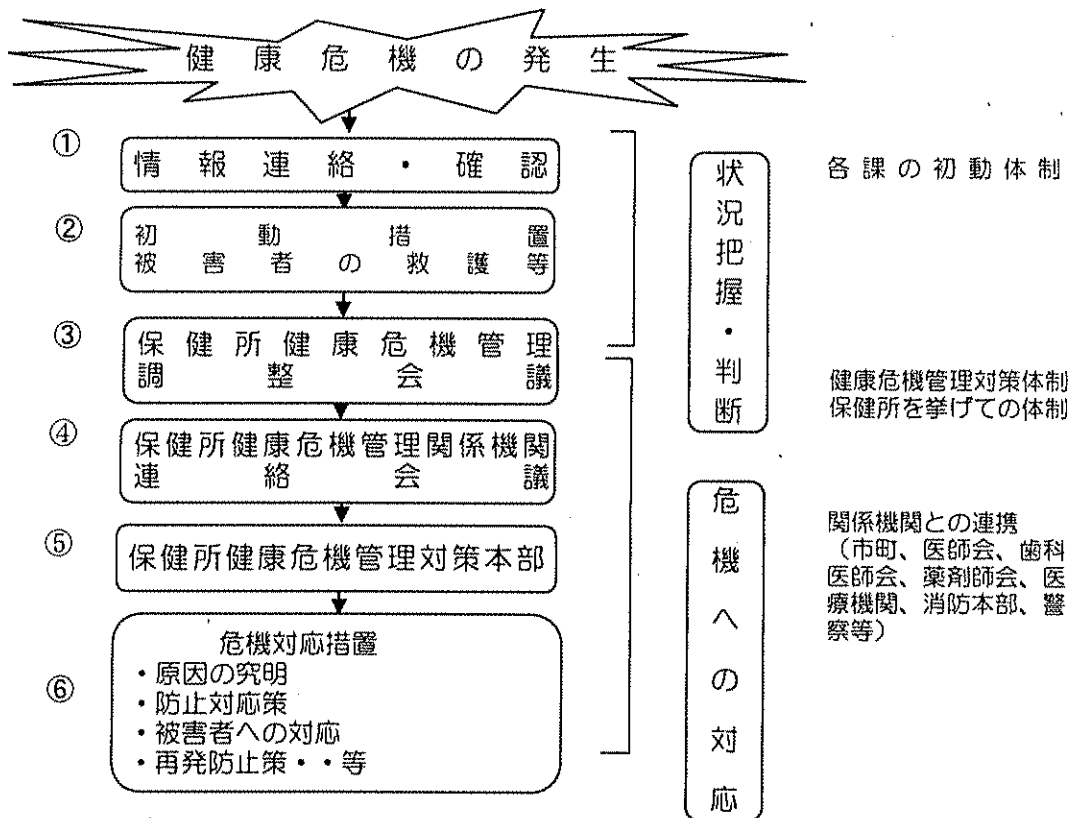 健康危機の発生
①
情報連絡・確認
②
初動措置
被害者の救護等
③
保健所健康危機管理
調整会議
④
保健所健康危機管理関係機関
連絡会議
⑤
保健所健康危機管理対策本部
⑥
危機対応措置
・原因の究明
・防止対応策
・被害者への対応
・再発防止策・・等
状況把握・判断
危機への対応
各課の初動体制
健康危機管理対策体制
保健所を挙げての体制
関係機関との連携
（市町、医師会、歯科
医師会、薬剤師会、医
療機関、消防本部、警
察等）